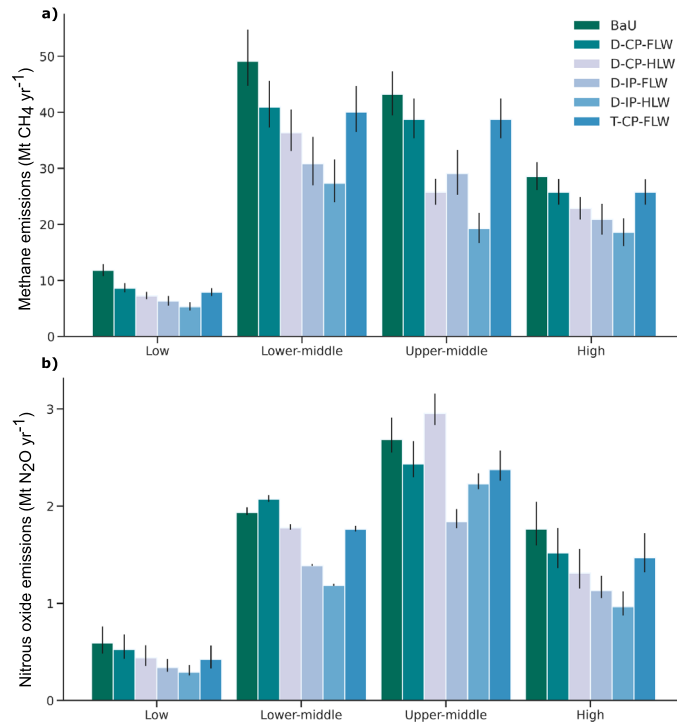 a)
BaU
D-CP-FLW
D-CP-HLW
D-IP-FLW
D-IP-HLW
T-CP-FLW
Methane emissions (Mt CH4 yr⁻¹)
50
40
30
20
10
0
Low Lower-middle Upper-middle High
b)
Nitrous oxide emissions (Mt N2O yr⁻¹)
3
2
1
0
Low Lower-middle Upper-middle High